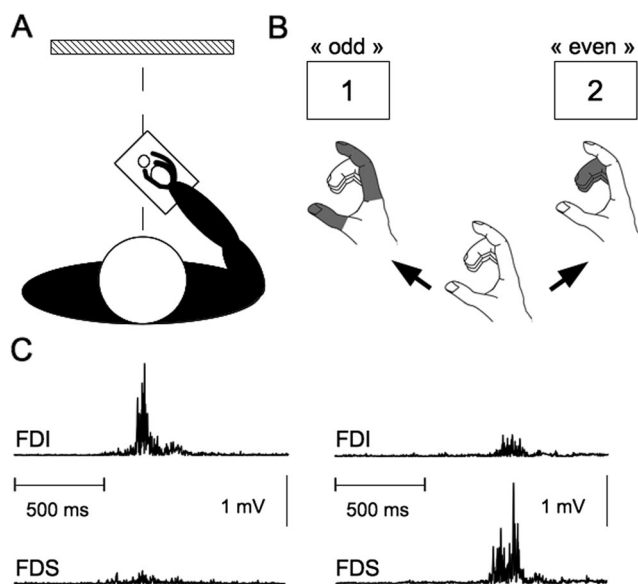 A
B
« odd »
« even »
1
2
C
FDI
FDI
500 ms
1 mV
500 ms
1 mV
FDS
FDS